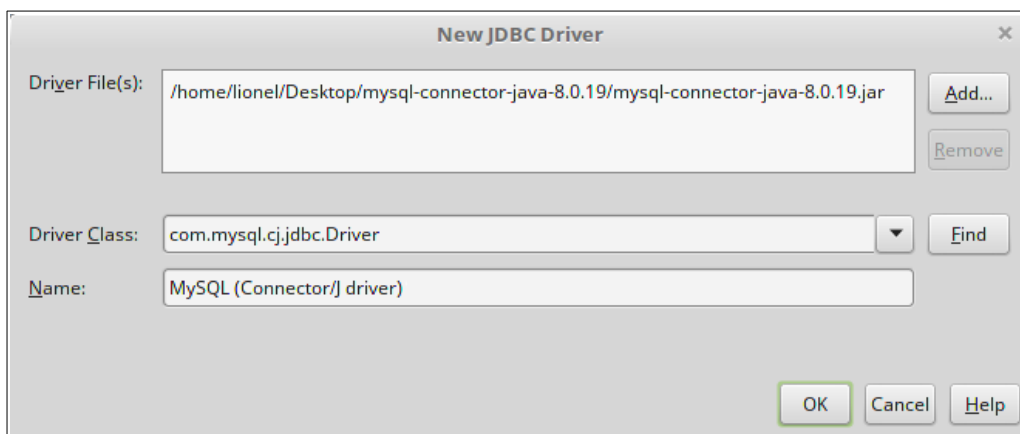 New JDBC Driver
Driver File(s):
/home/lionel/Desktop/mysql-connector-java-8.0.19/mysql-connector-java-8.0.19.jar
Add...
Remove
Driver Class:
com.mysql.cj.jdbc.Driver
Find
Name:
MySQL (Connector/J driver)
OK
Cancel
Help